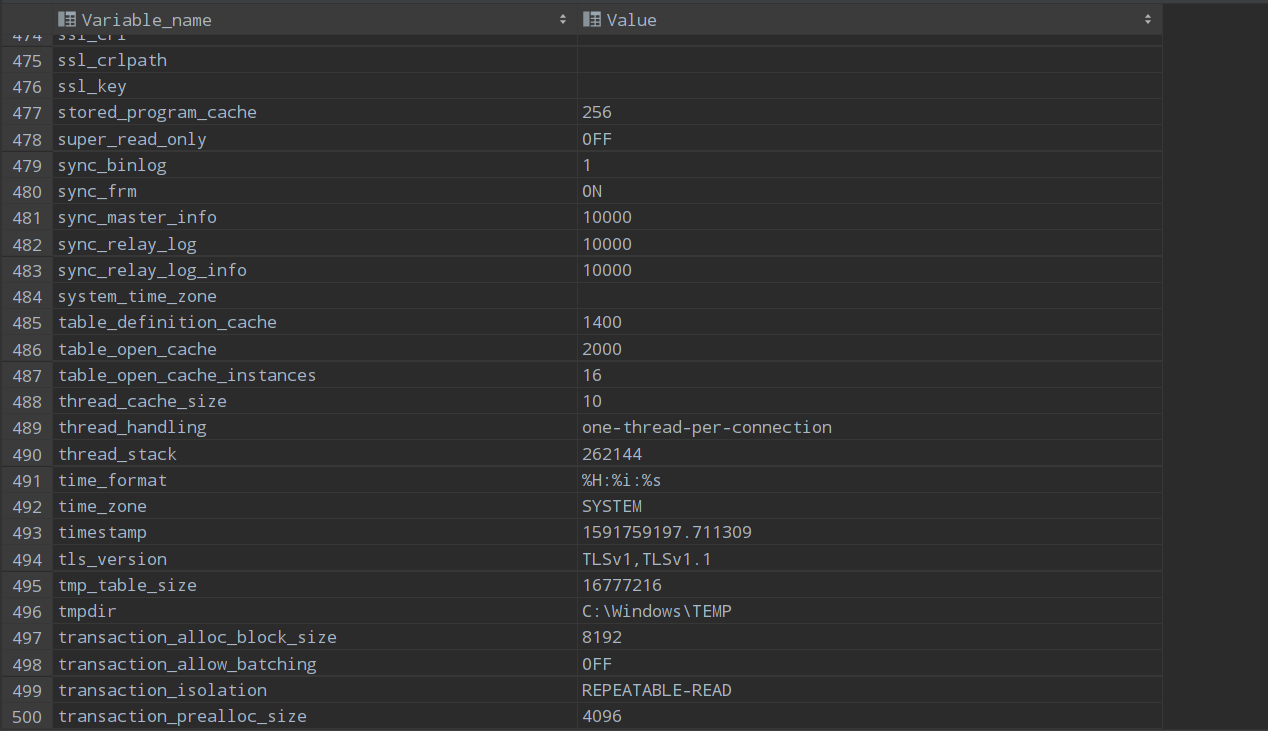 Variable_name Value
475 ssl_crlpath
476 ssl_key
477 stored_program_cache 256
478 super_read_only OFF
479 sync_binlog 1
480 sync_frm ON
481 sync_master_info 10000
482 sync_relay_log 10000
483 sync_relay_log_info 10000
484 system_time_zone
485 table_definition_cache 1400
486 table_open_cache 2000
487 table_open_cache_instances 16
488 thread_cache_size 10
489 thread_handling one-thread-per-connection
490 thread_stack 262144
491 time_format %H:%i:%s
492 time_zone SYSTEM
493 timestamp 1591759197.711309
494 tls_version TLSv1,TLSv1.1
495 tmp_table_size 16777216
496 tmpdir C:\Windows\TEMP
497 transaction_alloc_block_size 8192
498 transaction_allow_batching OFF
499 transaction_isolation REPEATABLE-READ
500 transaction_prealloc_size 4096